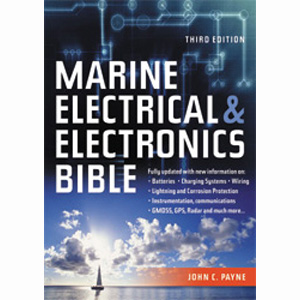 THIRD EDITION
MARINE
ELECTRICAL &
ELECTRONICS
BIBLE
Fully updated with new information on:
• Batteries • Charging Systems • Wiring
• Lightning and Corrosion Protection
• Instrumentation, communications
• GMDSS, GPS, Radar and much more...
JOHN C. PAYNE